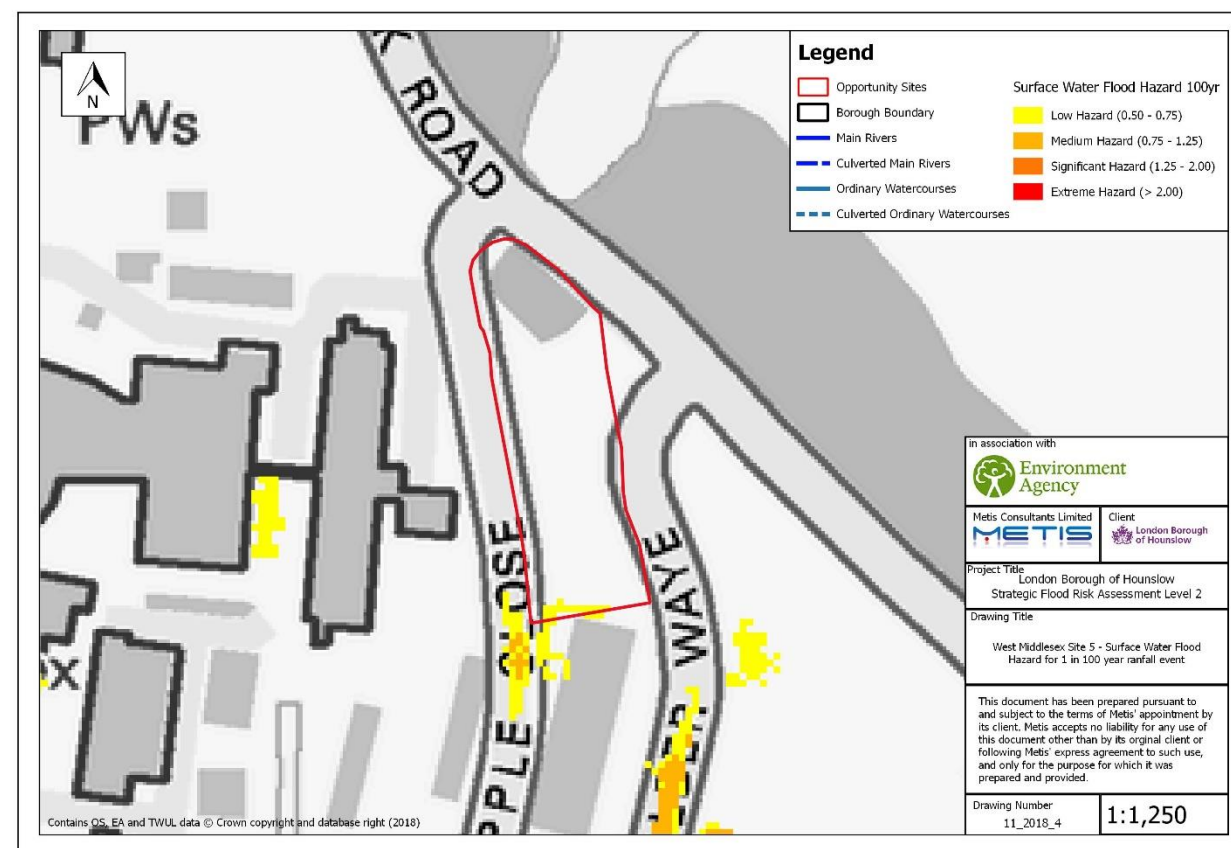 N
PWs
K ROAD
PPLE CLOSE
WAYE
Legend
Opportunity Sites
Borough Boundary
Main Rivers
Culverted Main Rivers
Ordinary Watercourses
Culverted Ordinary Watercourses
Surface Water Flood Hazard 100yr
Low Hazard (0.50 - 0.75)
Medium Hazard (0.75 - 1.25)
Significant Hazard (1.25 - 2.00)
Extreme Hazard (> 2.00)
in association with
Environment
Agency
Metis Consultants Limited
METIS
Client
London Borough
of Hounslow
Project Title
London Borough of Hounslow
Strategic Flood Risk Assessment Level 2
Drawing Title
West Middlesex Site 5 - Surface Water Flood
Hazard for 1 in 100 year ranfall event
This document has been prepared pursuant to
and subject to the terms of Metis' appointment by
its client. Metis accepts no liability for any use of
this document other than by its orginal client or
following Metis' express agreement to such use,
and only for the purpose for which it was
prepared and provided.
Drawing Number
11_2018_4
1:1,250
ex
Contains OS, EA and TWUL data © Crown copyright and database right (2018)